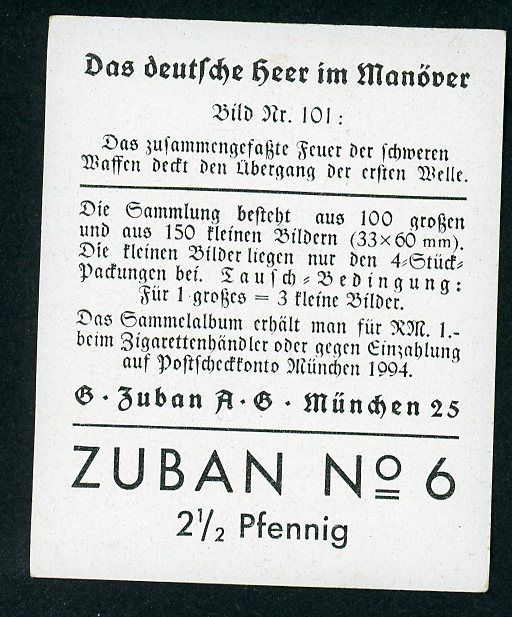 Das deutsche Heer im Manöver
Bild Nr. 101:
Das zusammengefaßte Feuer der schweren
Waffen deckt den Übergang der ersten Welle.
Die Sammlung besteht aus 100 großen
und aus 150 kleinen Bildern (33×60 mm).
Die kleinen Bilder liegen nur den 4-Stück-
Packungen bei. Tausch-Bedingung:
Für 1 großes = 3 kleine Bilder.
Das Sammelalbum erhält man für RM. 1.-
beim Zigarettenhändler oder gegen Einzahlung
auf Postscheckkonto München 1994.
G. Zuban A.G. München 25
ZUBAN Nº 6
2½ Pfennig